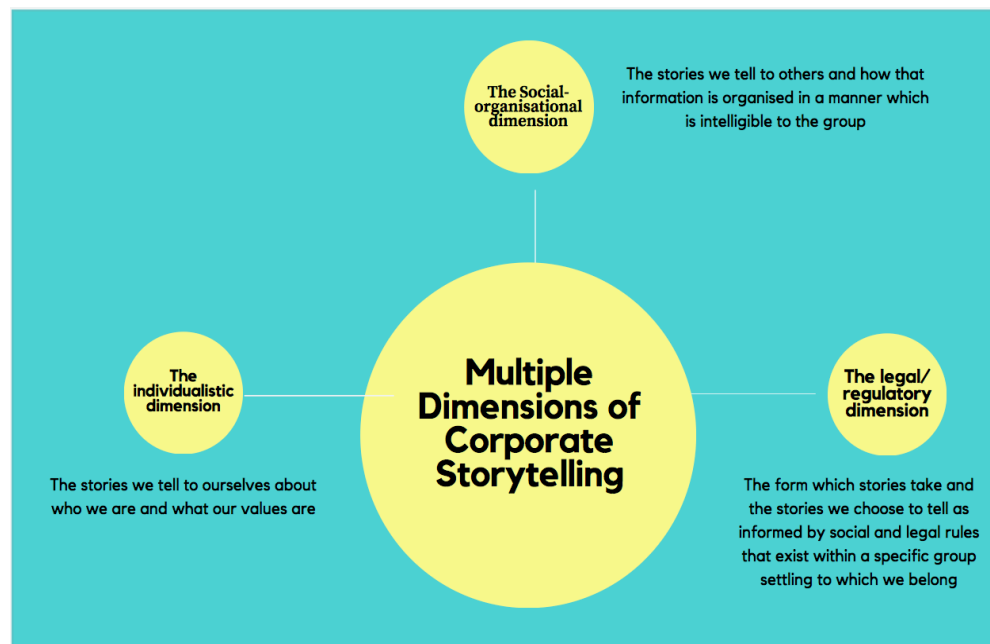 The Social-
organisational
dimension
The stories we tell to others and how that
information is organised in a manner which
is intelligible to the group
Multiple
Dimensions of
Corporate
Storytelling
The
individualistic
dimension
The stories we tell to ourselves about
who we are and what our values are
The legal/
regulatory
dimension
The form which stories take and
the stories we choose to tell as
informed by social and legal rules
that exist within a specific group
settling to which we belong